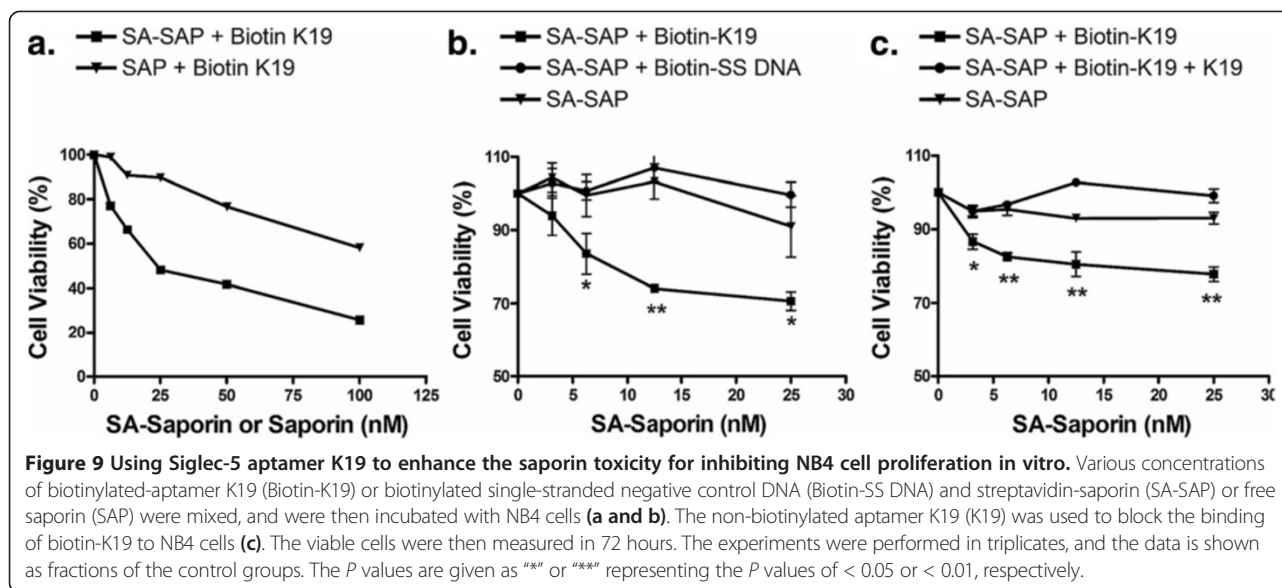 a.
SA-SAP + Biotin K19
SAP + Biotin K19
Cell Viability (%)
100
80
60
40
20
0
0 25 50 75 100 125
SA-Saporin or Saporin (nM)
b.
SA-SAP + Biotin-K19
SA-SAP + Biotin-SS DNA
SA-SAP
Cell Viability (%)
110
90
70
50
* ** *
0 5 10 15 20 25 30
SA-Saporin (nM)
c.
SA-SAP + Biotin-K19
SA-SAP + Biotin-K19 + K19
SA-SAP
Cell Viability (%)
110
90
70
50
* ** ** **
0 5 10 15 20 25 30
SA-Saporin (nM)
Figure 9 Using Siglec-5 aptamer K19 to enhance the saporin toxicity for inhibiting NB4 cell proliferation in vitro. Various concentrations
of biotinylated-aptamer K19 (Biotin-K19) or biotinylated single-stranded negative control DNA (Biotin-SS DNA) and streptavidin-saporin (SA-SAP) or free
saporin (SAP) were mixed, and were then incubated with NB4 cells (a and b). The non-biotinylated aptamer K19 (K19) was used to block the binding
of biotin-K19 to NB4 cells (c). The viable cells were then measured in 72 hours. The experiments were performed in triplicates, and the data is shown
as fractions of the control groups. The P values are given as “*” or “**” representing the P values of < 0.05 or < 0.01, respectively.